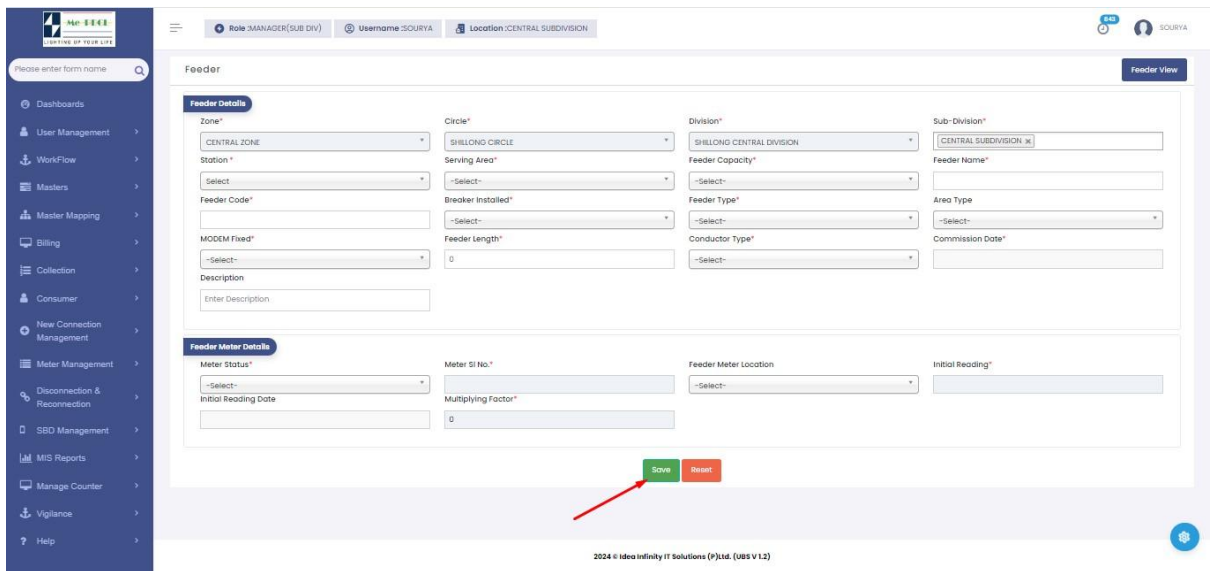 Me-PDCL
LIGHTING UP YOUR LIFE
Role :MANAGER(SUB DIV) Username :SOURYA Location :CENTRAL SUBDIVISION
843
SOURYA
Please enter form name
Dashboards
User Management
WorkFlow
Masters
Master Mapping
Billing
Collection
Consumer
New Connection
Management
Meter Management
Disconnection &
Reconnection
SBD Management
MIS Reports
Manage Counter
Vigilance
Help
Feeder Feeder View
Feeder Details
Zone* Circle* Division* Sub-Division*
CENTRAL ZONE SHILLONG CIRCLE SHILLONG CENTRAL DIVISION CENTRAL SUBDIVISION x
Station * Serving Area* Feeder Capacity* Feeder Name*
Select -Select- -Select-
Feeder Code* Breaker Installed* Feeder Type* Area Type
-Select- -Select- -Select-
MODEM Fixed* Feeder Length* Conductor Type* Commission Date*
-Select- 0 -Select-
Description
Enter Description
Feeder Meter Details
Meter Status* Meter Sl No.* Feeder Meter Location Initial Reading*
-Select- -Select-
Initial Reading Date Multiplying Factor*
0
Save Reset
2024 © Idea Infinity IT Solutions (P)Ltd. (UBS V 1.2)